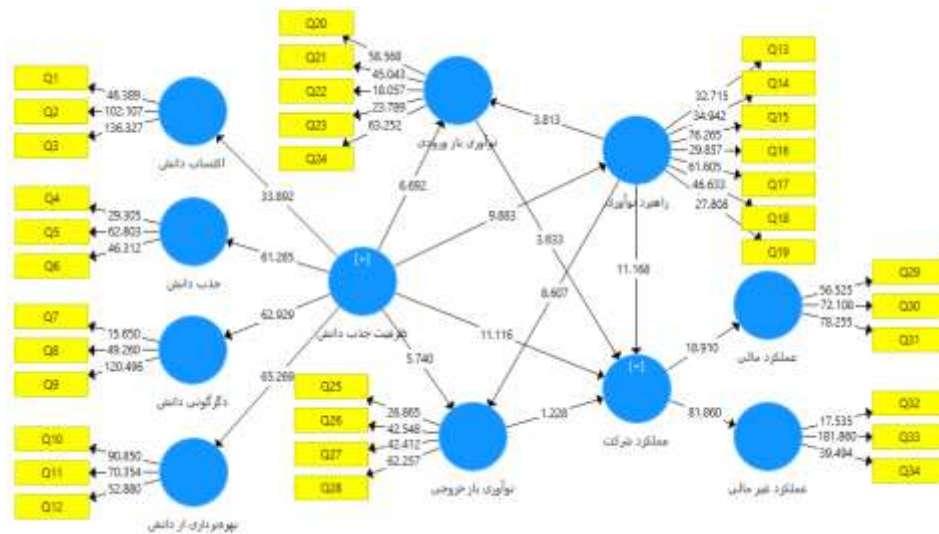 Q20
Q21
Q22
Q23
Q24
58.568
45.043
18.057
23.789
63.252
نوآوری باز ورودی
Q1
Q2
Q3
46.389
102.107
136.327
اکتساب دانش
Q13
Q14
Q15
Q16
Q17
Q18
Q19
32.715
34.942
76.265
29.857
61.605
46.633
27.806
راهبرد نوآوری
3.813
6.692
33.892
9.883
Q4
Q5
Q6
29.305
62.803
46.312
جذب دانش
61.285
3.633
11.168
8.607
[+]
ظرفیت جذب دانش
62.929
11.116
5.740
65.269
Q7
Q8
Q9
15.650
49.260
120.496
دگرگونی دانش
Q29
Q30
Q31
56.525
72.108
78.255
عملکرد مالی
18.910
[+]
عملکرد شرکت
81.860
1.228
Q25
Q26
Q27
Q28
26.865
42.548
42.412
62.257
نوآوری باز خروجی
Q10
Q11
Q12
90.850
70.354
52.880
بهره‌برداری از دانش
Q32
Q33
Q34
17.535
181.860
39.494
عملکرد غیر مالی